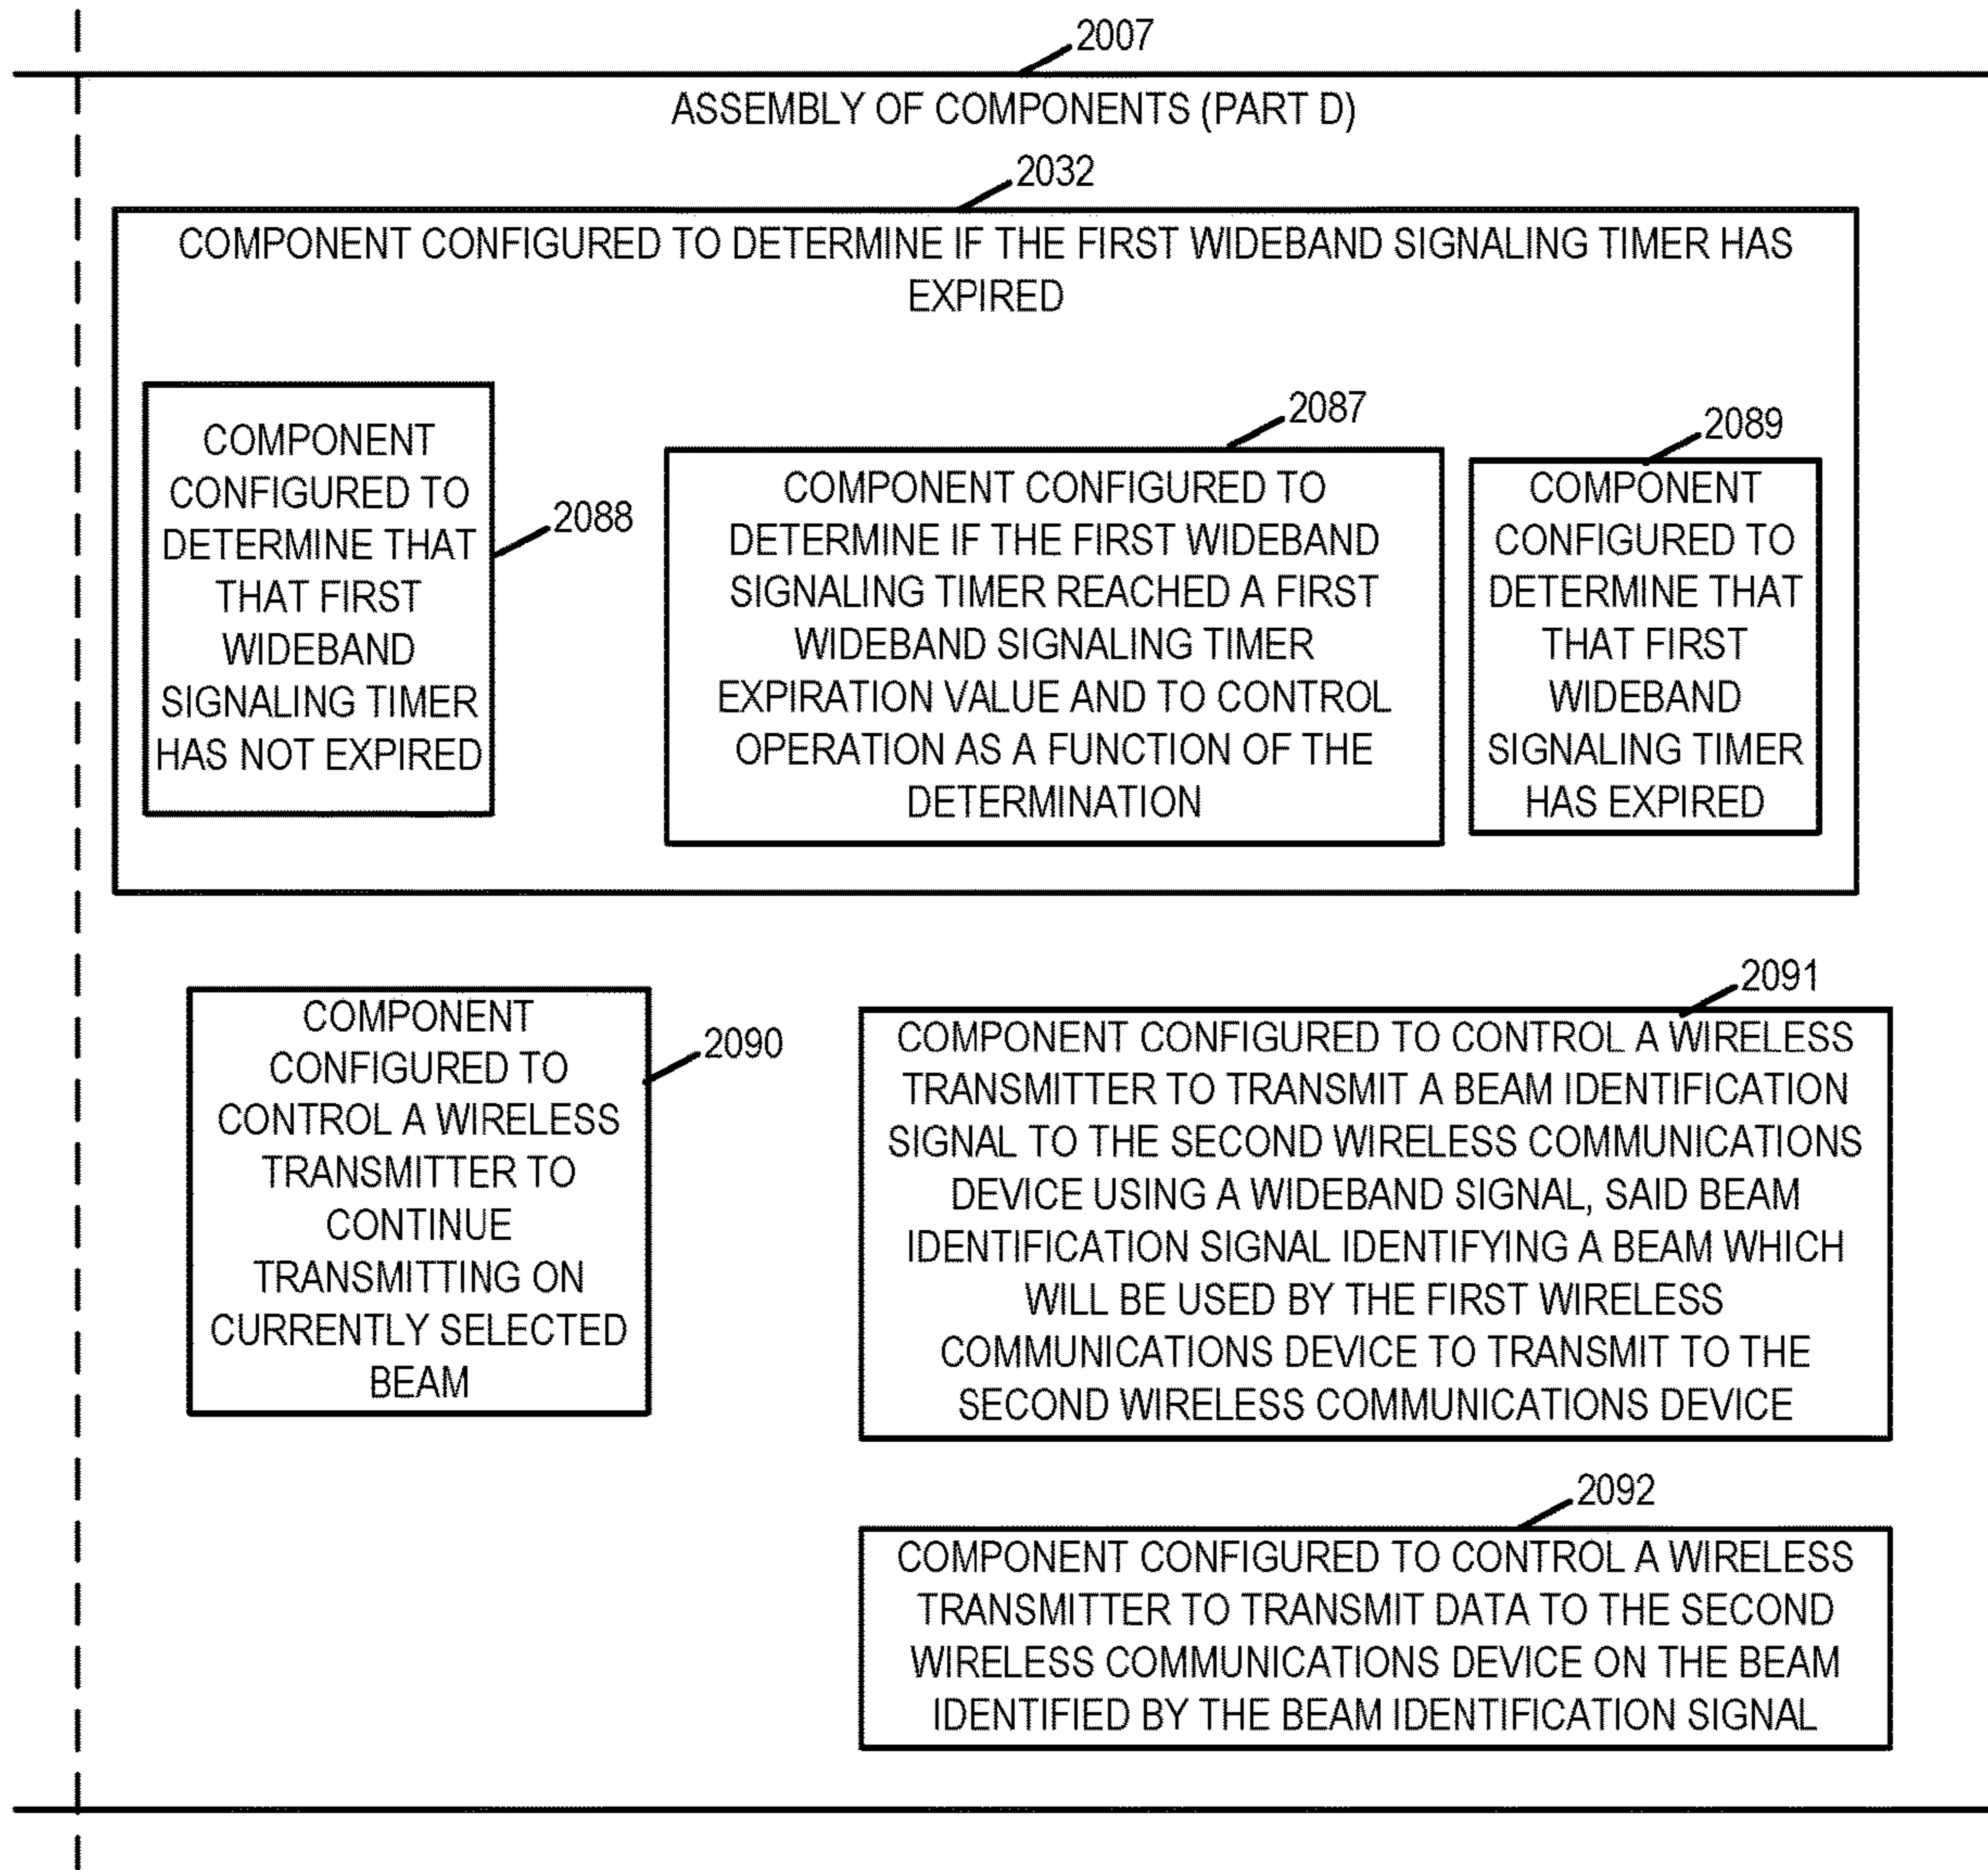 2007
ASSEMBLY OF COMPONENTS (PART D)
2032
COMPONENT CONFIGURED TO DETERMINE IF THE FIRST WIDEBAND SIGNALING TIMER HAS
EXPIRED
COMPONENT
CONFIGURED TO
DETERMINE THAT
THAT FIRST
WIDEBAND
SIGNALING TIMER
HAS NOT EXPIRED
2088
2087
COMPONENT CONFIGURED TO
DETERMINE IF THE FIRST WIDEBAND
SIGNALING TIMER REACHED A FIRST
WIDEBAND SIGNALING TIMER
EXPIRATION VALUE AND TO CONTROL
OPERATION AS A FUNCTION OF THE
DETERMINATION
2089
COMPONENT
CONFIGURED TO
DETERMINE THAT
THAT FIRST
WIDEBAND
SIGNALING TIMER
HAS EXPIRED
COMPONENT
CONFIGURED TO
CONTROL A WIRELESS
TRANSMITTER TO
CONTINUE
TRANSMITTING ON
CURRENTLY SELECTED
BEAM
2090
2091
COMPONENT CONFIGURED TO CONTROL A WIRELESS
TRANSMITTER TO TRANSMIT A BEAM IDENTIFICATION
SIGNAL TO THE SECOND WIRELESS COMMUNICATIONS
DEVICE USING A WIDEBAND SIGNAL, SAID BEAM
IDENTIFICATION SIGNAL IDENTIFYING A BEAM WHICH
WILL BE USED BY THE FIRST WIRELESS
COMMUNICATIONS DEVICE TO TRANSMIT TO THE
SECOND WIRELESS COMMUNICATIONS DEVICE
2092
COMPONENT CONFIGURED TO CONTROL A WIRELESS
TRANSMITTER TO TRANSMIT DATA TO THE SECOND
WIRELESS COMMUNICATIONS DEVICE ON THE BEAM
IDENTIFIED BY THE BEAM IDENTIFICATION SIGNAL